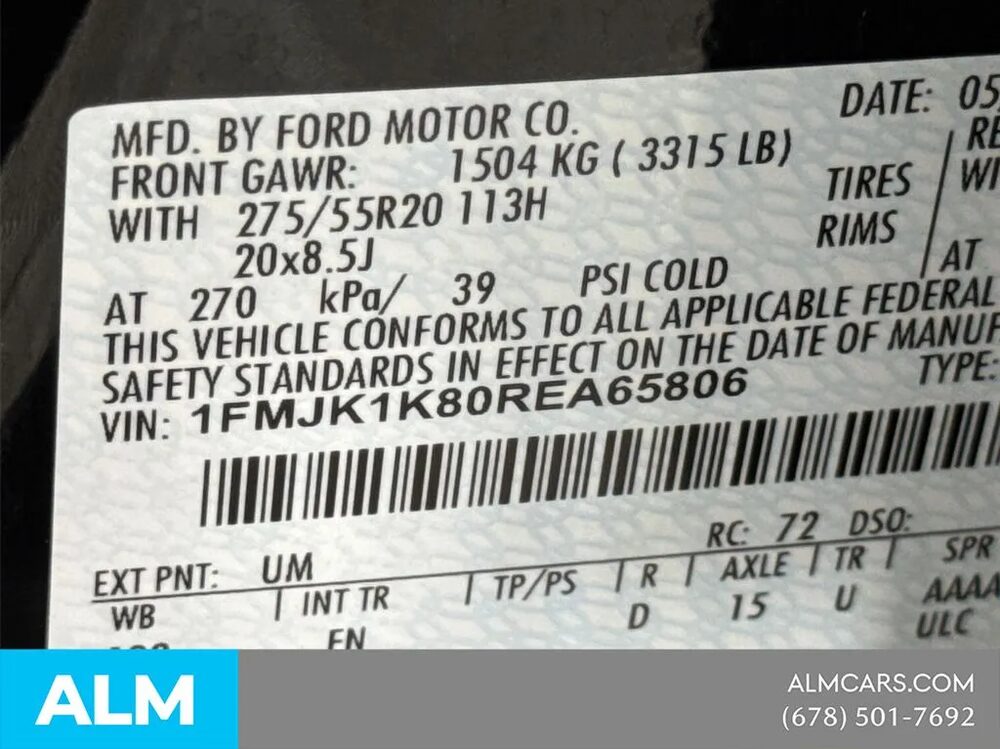 DATE: 05
MFD. BY FORD MOTOR CO.
FRONT GAWR: 1504 KG ( 3315 LB)
WITH 275/55R20 113H TIRES
20x8.5J RIMS
AT 270 kPa/ 39 PSI COLD AT
THIS VEHICLE CONFORMS TO ALL APPLICABLE FEDERAL
SAFETY STANDARDS IN EFFECT ON THE DATE OF MANUF
VIN: 1FMJK1K80REA65806 TYPE:
RC: 72 DSO:
EXT PNT: UM
WB | INT TR | TP/PS | R | AXLE | TR | SPR
EN D 15 U AAAA
ULC
ALM
ALMCARS.COM
(678) 501-7692